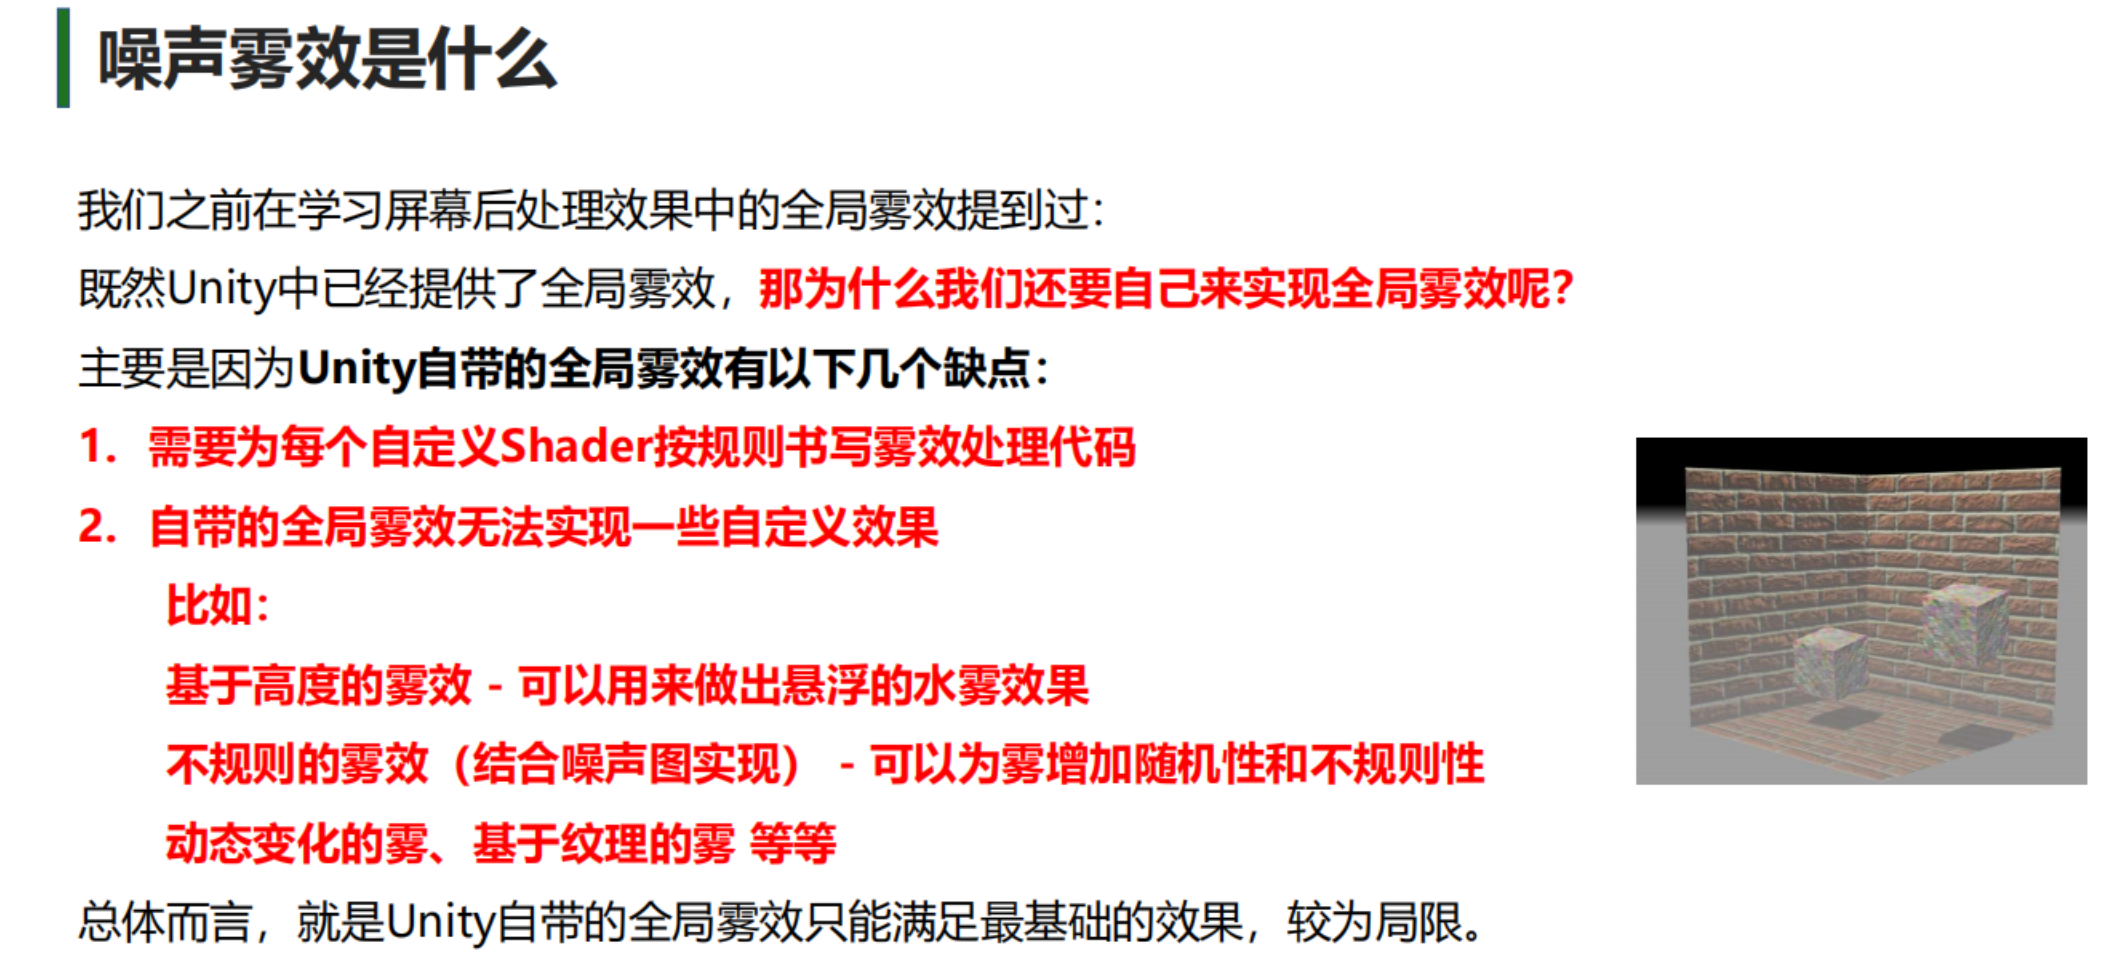 噪声雾效是什么
我们之前在学习屏幕后处理效果中的全局雾效提到过：
既然Unity中已经提供了全局雾效，那为什么我们还要自己来实现全局雾效呢？
主要是因为Unity自带的全局雾效有以下几个缺点：
1. 需要为每个自定义Shader按规则书写雾效处理代码
2. 自带的全局雾效无法实现一些自定义效果
比如：
基于高度的雾效 - 可以用来做出悬浮的水雾效果
不规则的雾效（结合噪声图实现） - 可以为雾增加随机性和不规则性
动态变化的雾、基于纹理的雾 等等
总体而言，就是Unity自带的全局雾效只能满足最基础的效果，较为局限。